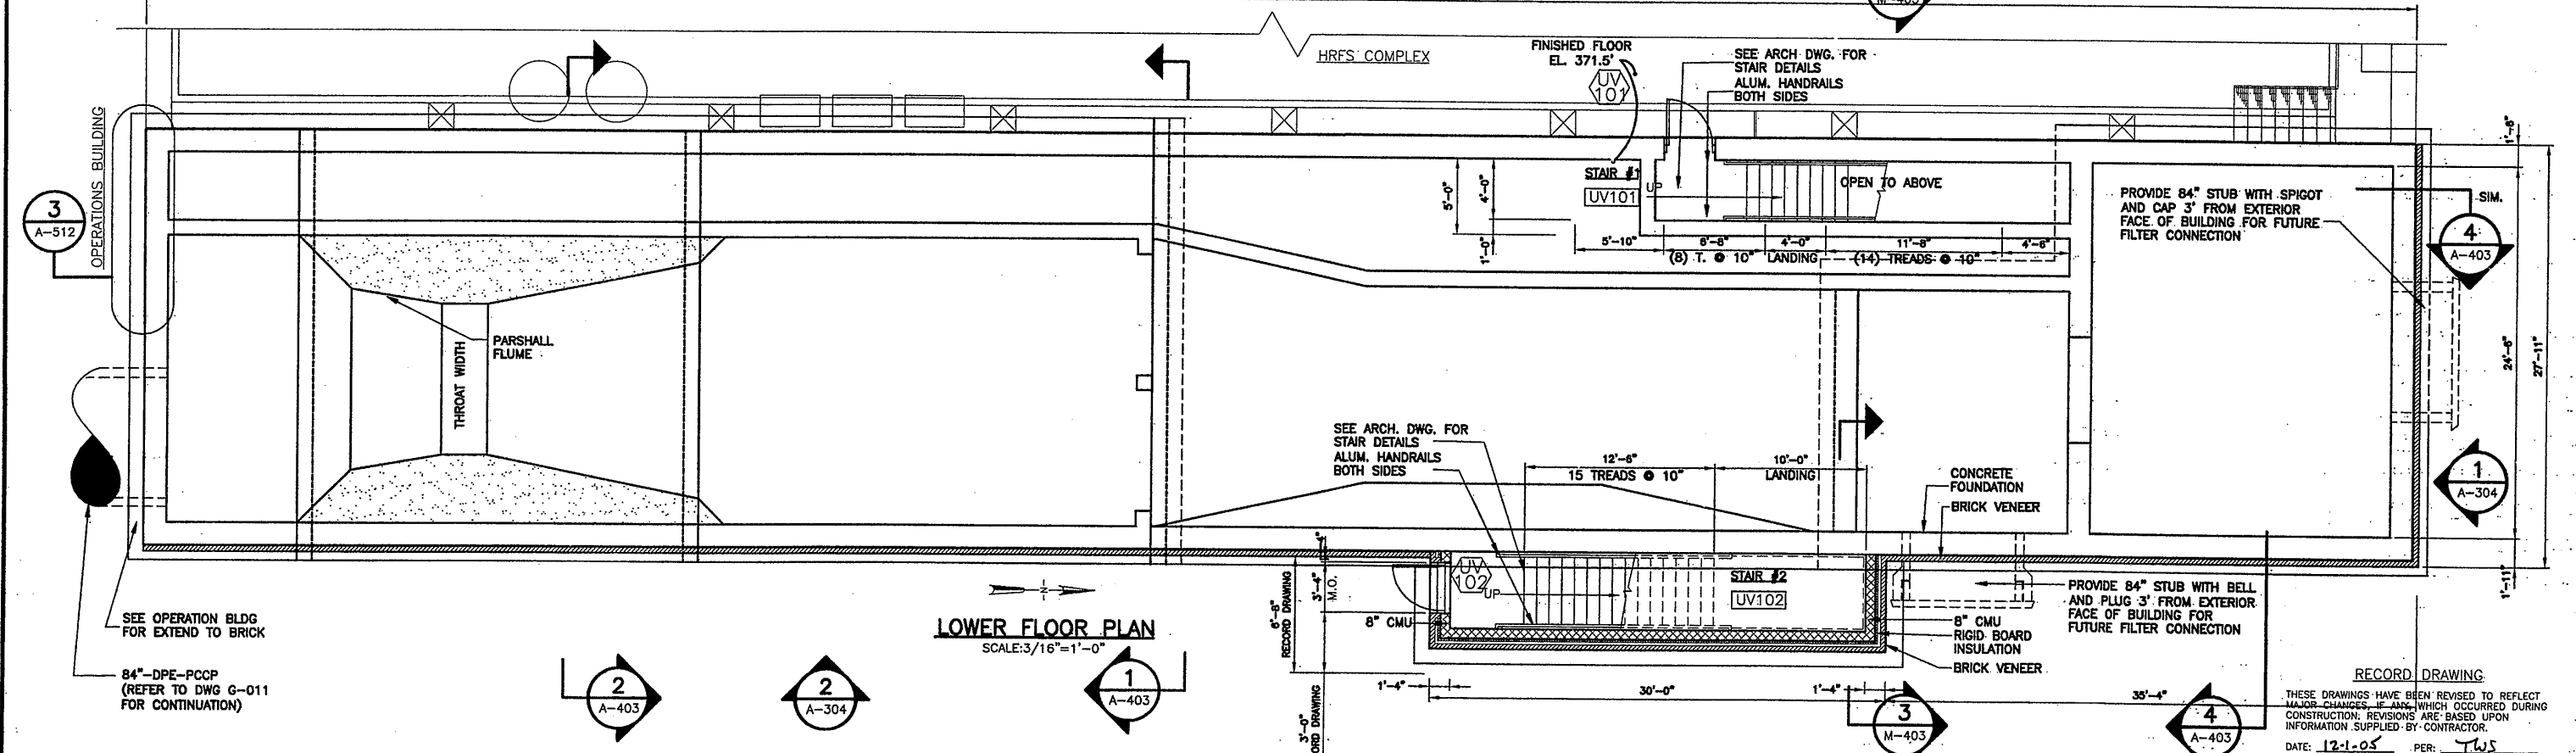 M-403
HRFS COMPLEX
FINISHED FLOOR
EL. 371.5'
UV
101
SEE ARCH DWG. FOR
STAIR DETAILS
ALUM. HANDRAILS
BOTH SIDES
OPERATIONS BUILDING
3
A-512
STAIR #1
UV101
UP
OPEN TO ABOVE
5'-0"
4'-0"
1'-0"
5'-10"
6'-8"
4'-0"
11'-8"
4'-6"
(8) T. @ 10"
LANDING
(14) TREADS @ 10"
PROVIDE 84" STUB WITH SPIGOT
AND CAP 3' FROM EXTERIOR
FACE OF BUILDING FOR FUTURE
FILTER CONNECTION
SIM.
4
A-403
1'-8"
24'-6"
27'-11"
1'-11"
PARSHALL
FLUME
THROAT WIDTH
SEE ARCH. DWG. FOR
STAIR DETAILS
ALUM. HANDRAILS
BOTH SIDES
12'-6"
15 TREADS @ 10"
10'-0"
LANDING
CONCRETE
FOUNDATION
BRICK VENEER
1
A-304
SEE OPERATION BLDG
FOR EXTEND TO BRICK
84"-DPE-PCCP
(REFER TO DWG G-011
FOR CONTINUATION)
LOWER FLOOR PLAN
SCALE:3/16"=1'-0"
6'-8"
RECORD DRAWING
3'-4"
M.O.
UV
102
UP
STAIR #2
UV102
8" CMU
8" CMU
RIGID BOARD
INSULATION
BRICK VENEER
PROVIDE 84" STUB WITH BELL
AND PLUG 3' FROM EXTERIOR
FACE OF BUILDING FOR
FUTURE FILTER CONNECTION
2
A-403
2
A-304
1
A-403
1'-4"
30'-0"
1'-4"
35'-4"
3'-0"
3
M-403
4
A-403
RECORD DRAWING
THESE DRAWINGS HAVE BEEN REVISED TO REFLECT
MAJOR CHANGES, IF ANY, WHICH OCCURRED DURING
CONSTRUCTION. REVISIONS ARE BASED UPON
INFORMATION SUPPLIED BY CONTRACTOR.
DATE: 12-1-05 PER: TWS